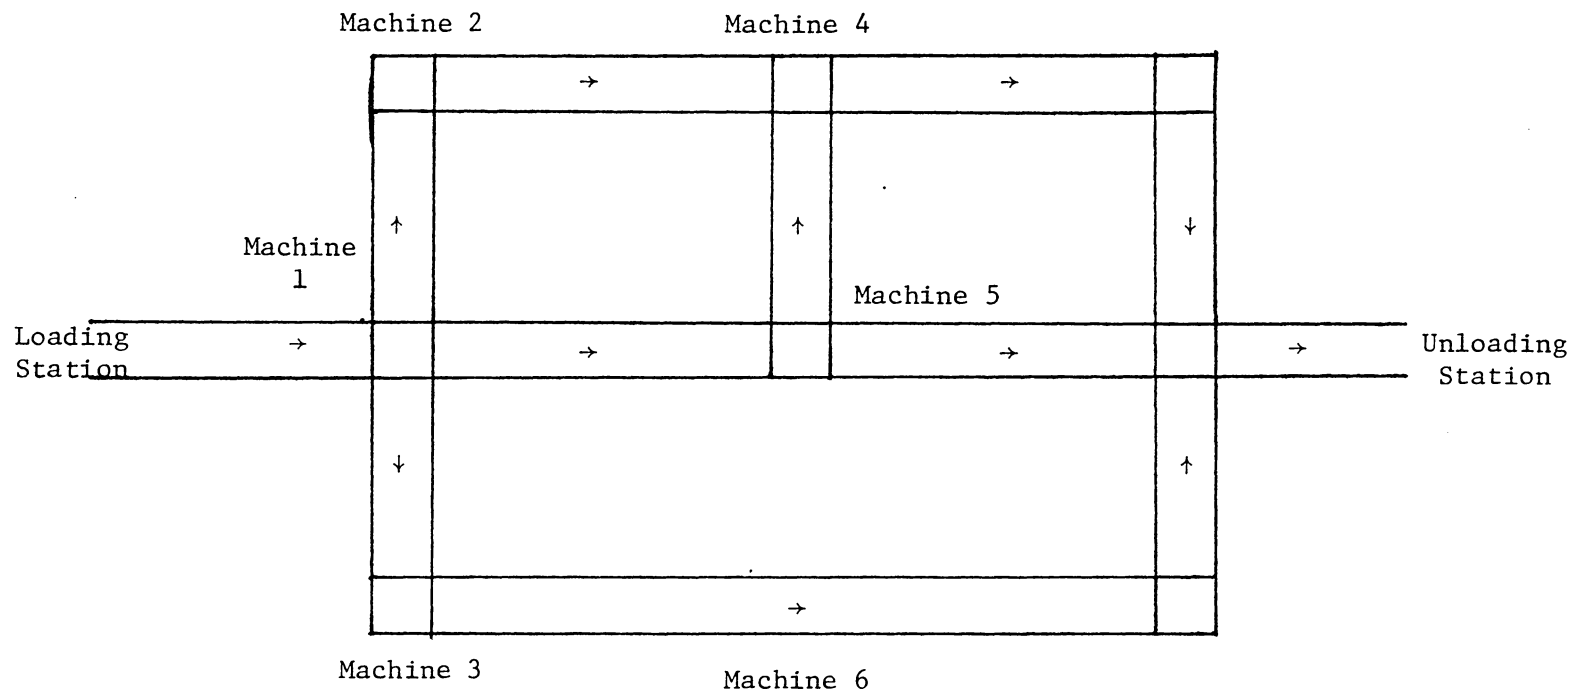 Machine 2
Machine 4
Machine
1
Machine 5
Loading
Station
Unloading
Station
Machine 3
Machine 6